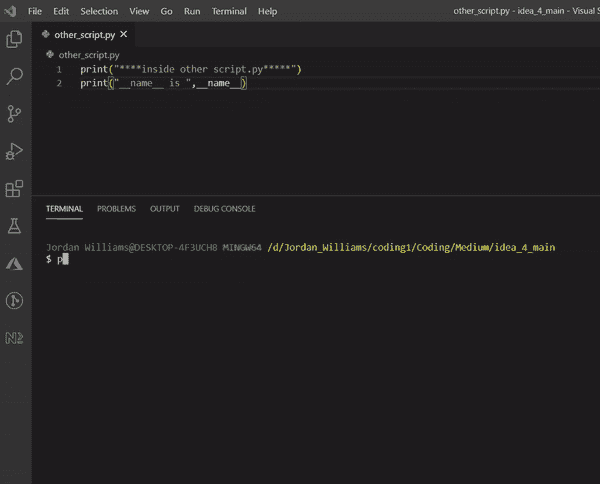 File Edit Selection View Go Run Terminal Help other_script.py - idea_4_main - Visual S
other_script.py
other_script.py
1 print("****inside other script.py*****")
2 print("__name__ is ",__name__)
TERMINAL PROBLEMS OUTPUT DEBUG CONSOLE
Jordan Williams@DESKTOP-4F3UCH8 MINGW64 /d/Jordan_Williams/coding1/Coding/Medium/idea_4_main
$ p